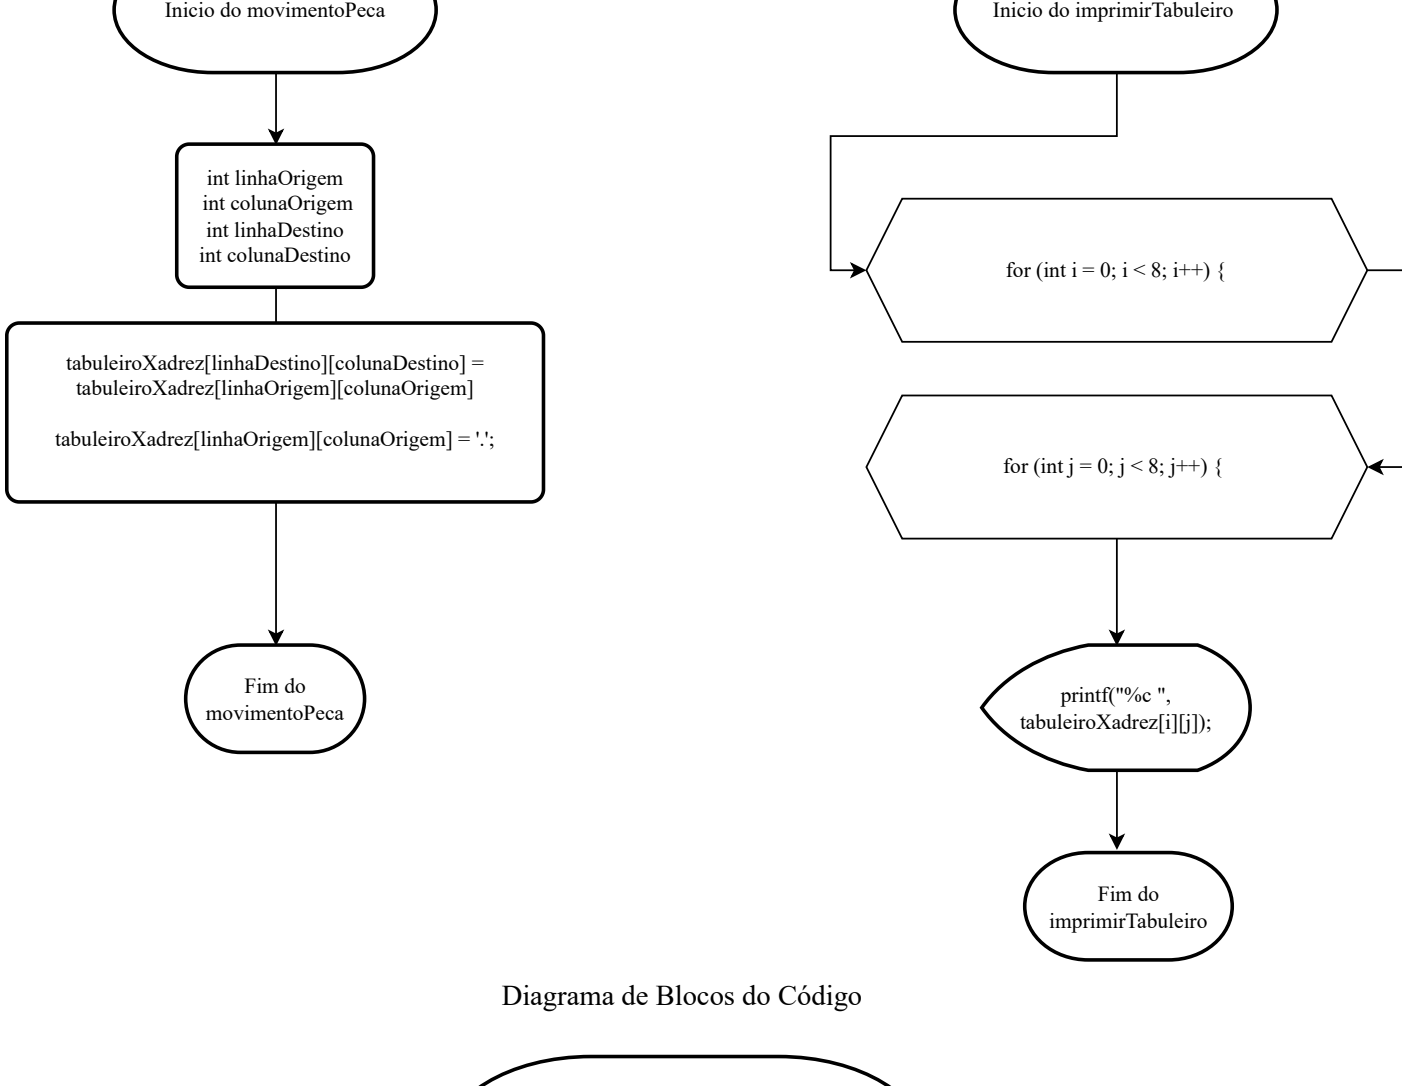 Inicio do movimentoPeca
int linhaOrigem
int colunaOrigem
int linhaDestino
int colunaDestino
tabuleiroXadrez[linhaDestino][colunaDestino] =
tabuleiroXadrez[linhaOrigem][colunaOrigem]
tabuleiroXadrez[linhaOrigem][colunaOrigem] = '.';
Fim do
movimentoPeca
Inicio do imprimirTabuleiro
for (int i = 0; i < 8; i++) {
for (int j = 0; j < 8; j++) {
printf("%c ",
tabuleiroXadrez[i][j]);
Fim do
imprimirTabuleiro
Diagrama de Blocos do Código